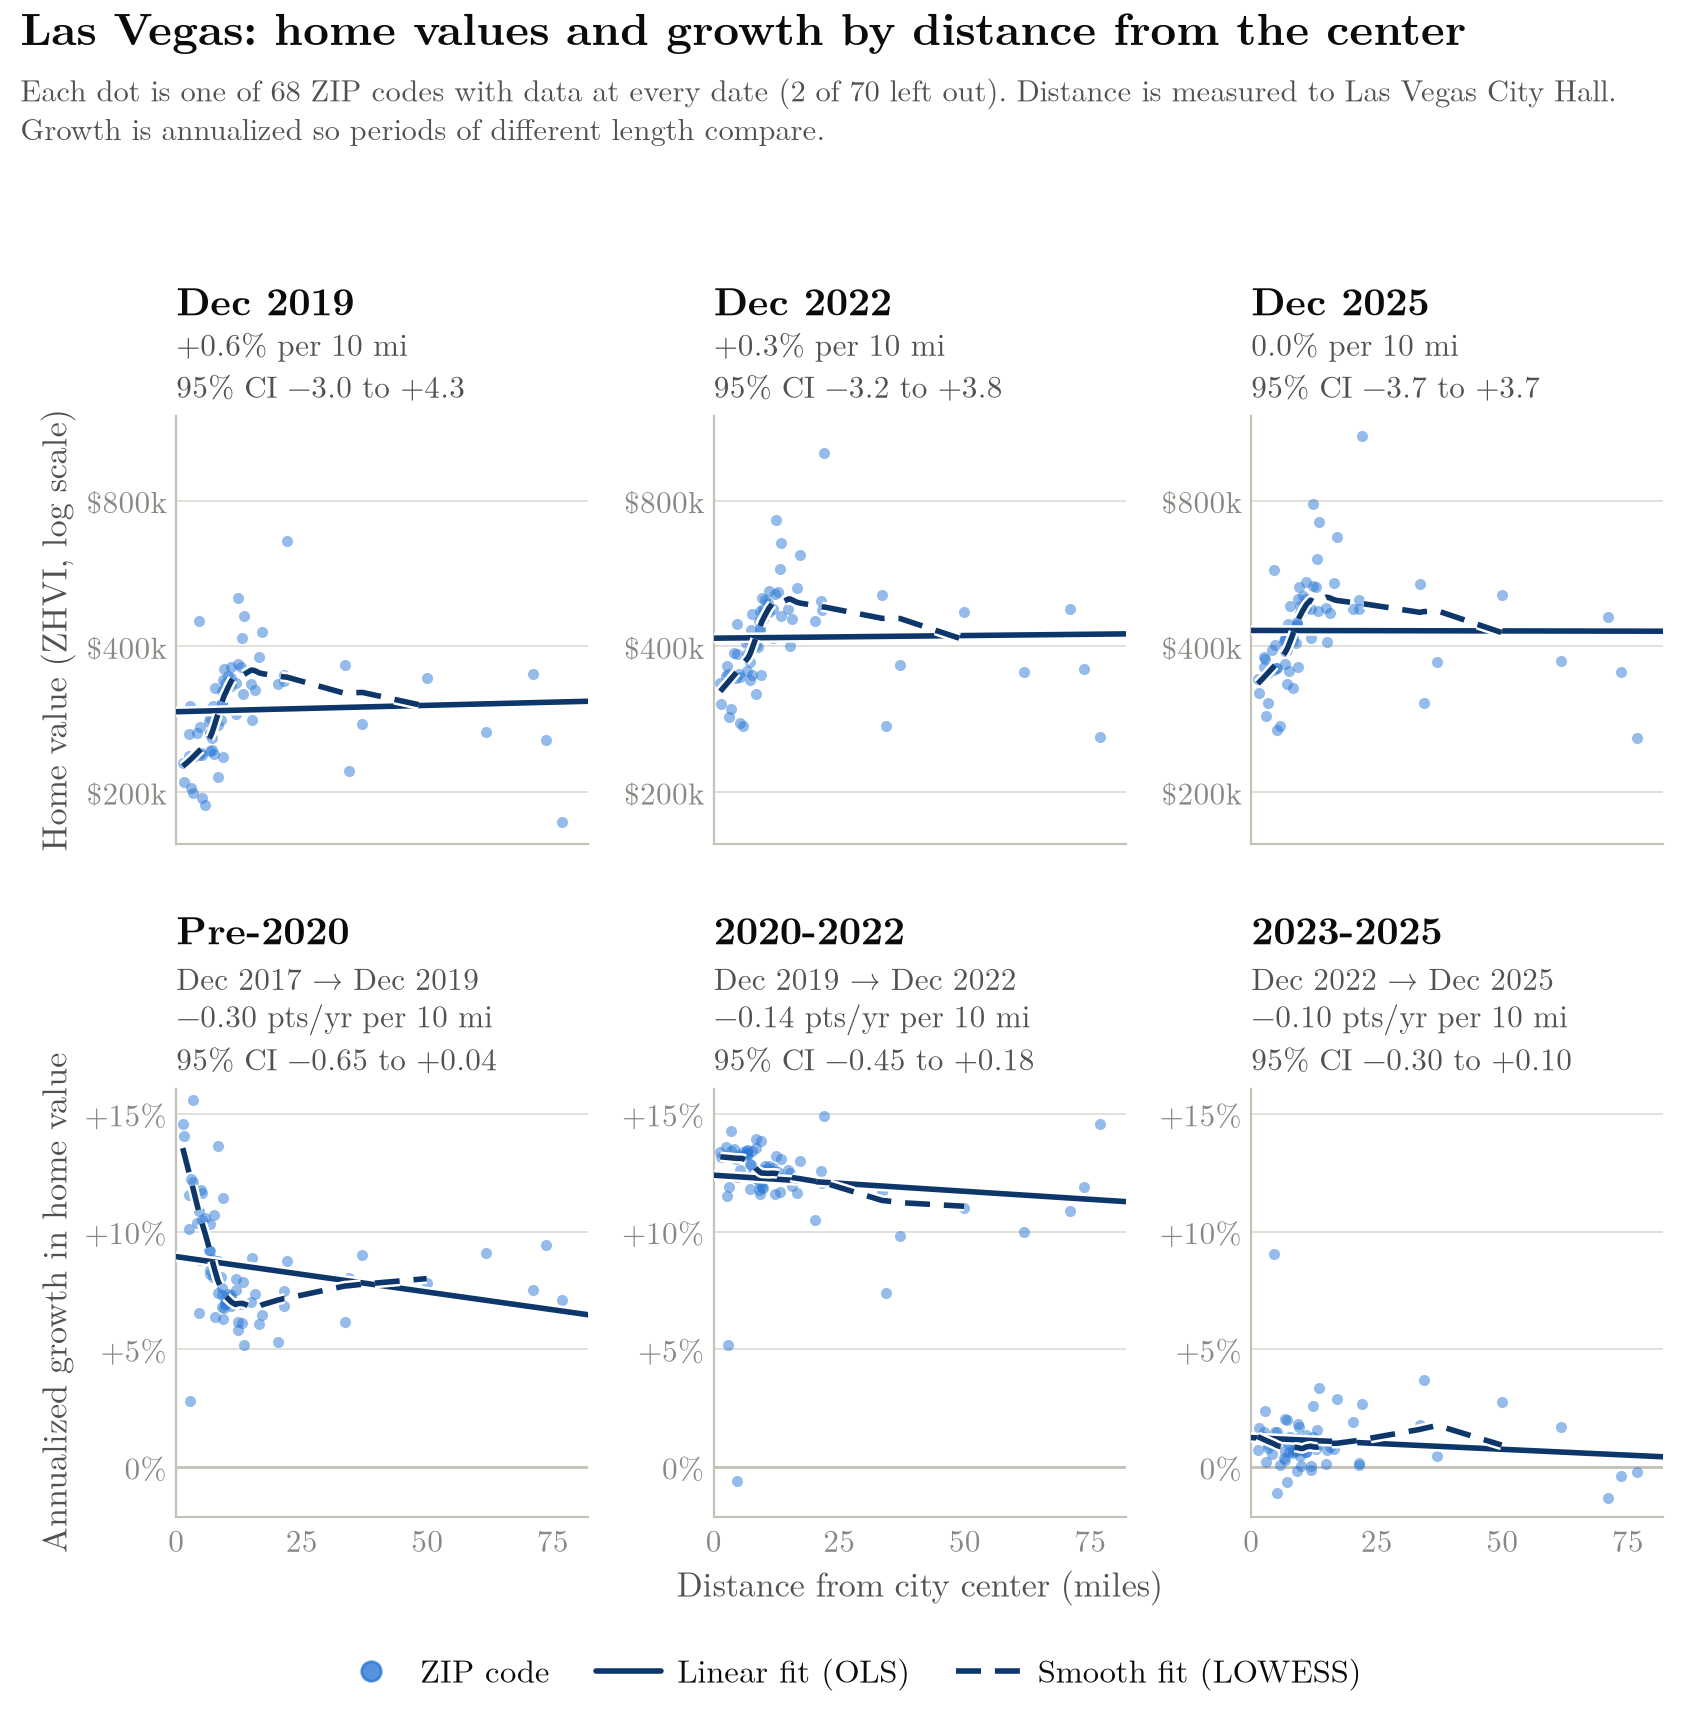 Las Vegas: home values and growth by distance from the center
Each dot is one of 68 ZIP codes with data at every date (2 of 70 left out). Distance is measured to Las Vegas City Hall.
Growth is annualized so periods of different length compare.
Dec 2019
+0.6% per 10 mi
95% CI −3.0 to +4.3
Dec 2022
+0.3% per 10 mi
95% CI −3.2 to +3.8
Dec 2025
0.0% per 10 mi
95% CI −3.7 to +3.7
Home value (ZHVI, log scale)
$800k
$400k
$200k
$800k
$400k
$200k
$800k
$400k
$200k
Pre-2020
Dec 2017 → Dec 2019
−0.30 pts/yr per 10 mi
95% CI −0.65 to +0.04
2020-2022
Dec 2019 → Dec 2022
−0.14 pts/yr per 10 mi
95% CI −0.45 to +0.18
2023-2025
Dec 2022 → Dec 2025
−0.10 pts/yr per 10 mi
95% CI −0.30 to +0.10
Annualized growth in home value
+15%
+10%
+5%
0%
+15%
+10%
+5%
0%
+15%
+10%
+5%
0%
0 25 50 75
0 25 50 75
0 25 50 75
Distance from city center (miles)
ZIP code
Linear fit (OLS)
Smooth fit (LOWESS)